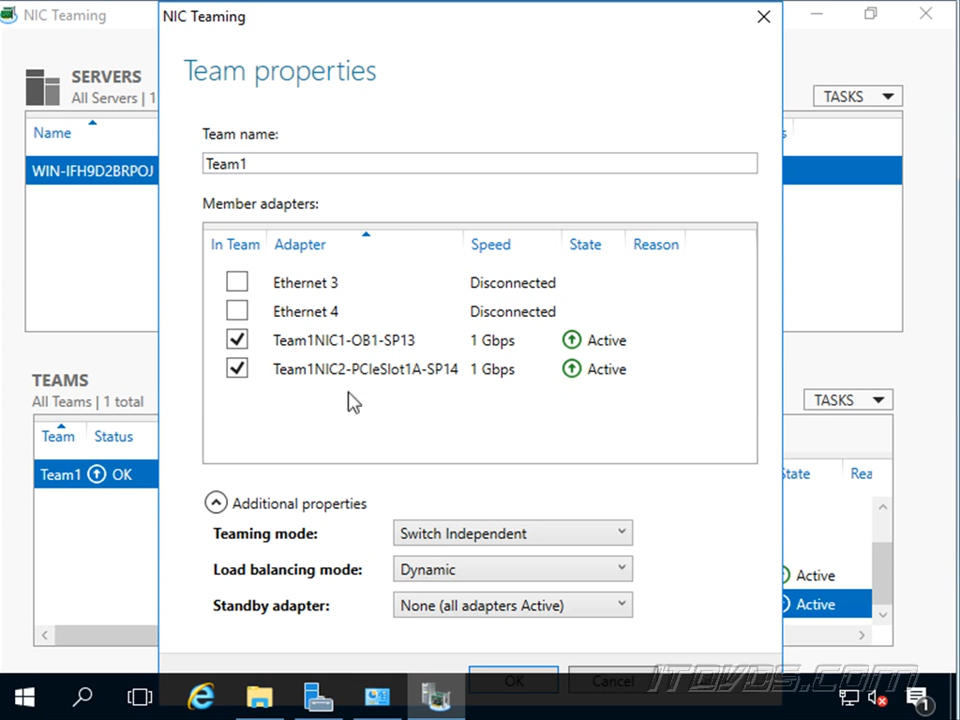 NIC Teaming
NIC Teaming
Team properties
SERVERS
All Servers | 1
TASKS
Name
WIN-IFH9D2BRPOJ
Team name:
Team1
Member adapters:
In Team Adapter Speed State Reason
Ethernet 3 Disconnected
Ethernet 4 Disconnected
Team1NIC1-OB1-SP13 1 Gbps Active
Team1NIC2-PCIeSlot1A-SP14 1 Gbps Active
TEAMS
All Teams | 1 total
TASKS
Team Status
Team1 OK
State Rea
Active
Active
Additional properties
Teaming mode: Switch Independent
Load balancing mode: Dynamic
Standby adapter: None (all adapters Active)
OK Cancel
ITDVDS.com
1